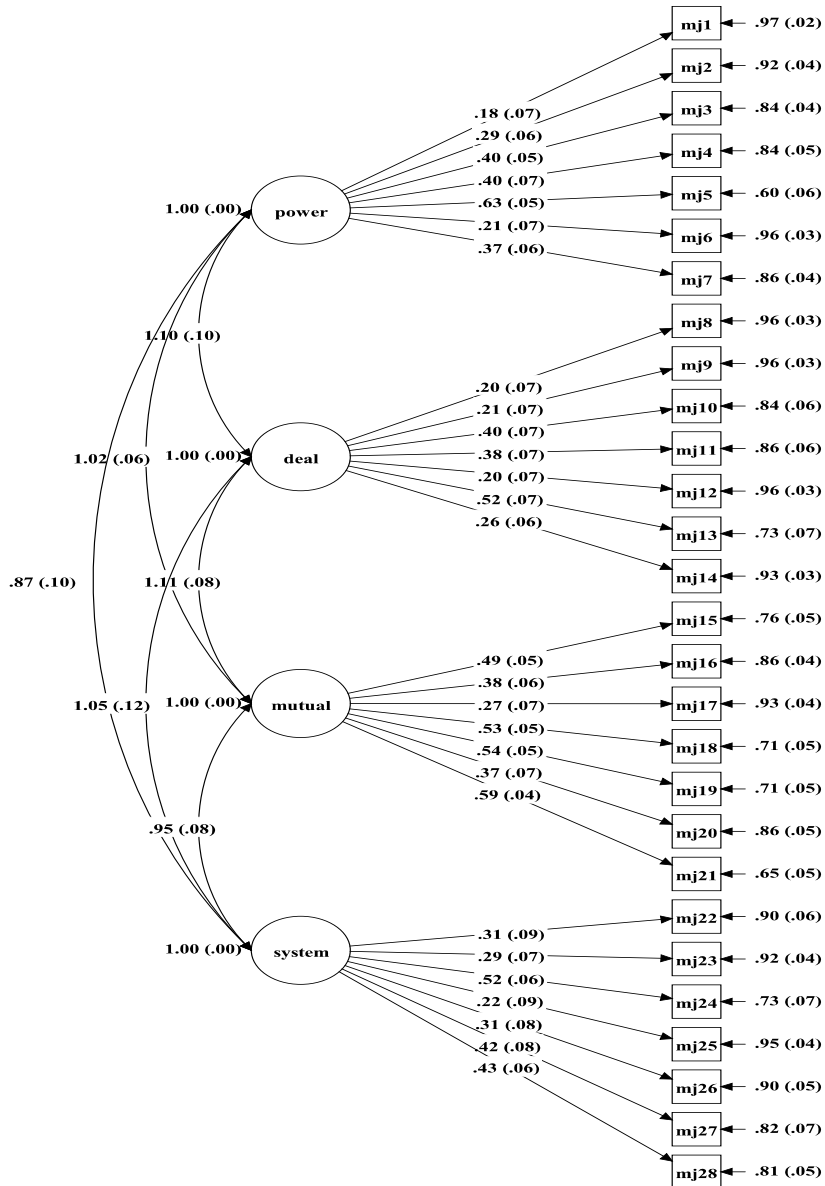 mj1 .97 (.02)
mj2 .92 (.04)
mj3 .84 (.04)
mj4 .84 (.05)
mj5 .60 (.06)
mj6 .96 (.03)
mj7 .86 (.04)
.18 (.07)
.29 (.06)
.40 (.05)
.40 (.07)
.63 (.05)
.21 (.07)
.37 (.06)
1.00 (.00) power
1.10 (.10)
mj8 .96 (.03)
mj9 .96 (.03)
mj10 .84 (.06)
mj11 .86 (.06)
mj12 .96 (.03)
mj13 .73 (.07)
mj14 .93 (.03)
.20 (.07)
.21 (.07)
.40 (.07)
.38 (.07)
.20 (.07)
.52 (.07)
.26 (.06)
1.02 (.06) 1.00 (.00) deal
.87 (.10) 1.11 (.08)
mj15 .76 (.05)
mj16 .86 (.04)
mj17 .93 (.04)
mj18 .71 (.05)
mj19 .71 (.05)
mj20 .86 (.05)
mj21 .65 (.05)
.49 (.05)
.38 (.06)
.27 (.07)
.53 (.05)
.54 (.05)
.37 (.07)
.59 (.04)
1.05 (.12) 1.00 (.00) mutual
.95 (.08)
mj22 .90 (.06)
mj23 .92 (.04)
mj24 .73 (.07)
mj25 .95 (.04)
mj26 .90 (.05)
mj27 .82 (.07)
mj28 .81 (.05)
.31 (.09)
.29 (.07)
.52 (.06)
.22 (.09)
.31 (.08)
.42 (.08)
.43 (.06)
1.00 (.00) system